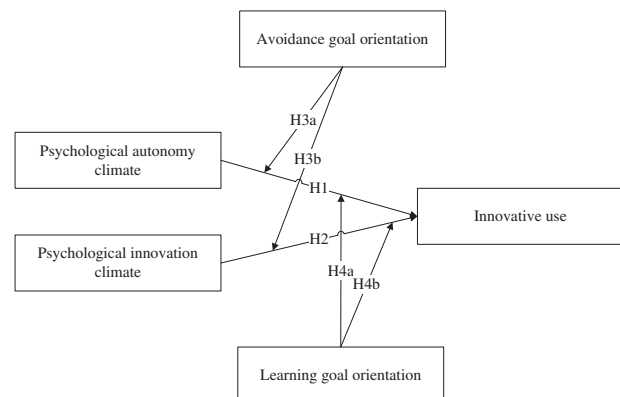 Avoidance goal orientation
H3a
Psychological autonomy
climate
H3b
H1
Innovative use
Psychological innovation
climate
H2
H4a
H4b
Learning goal orientation